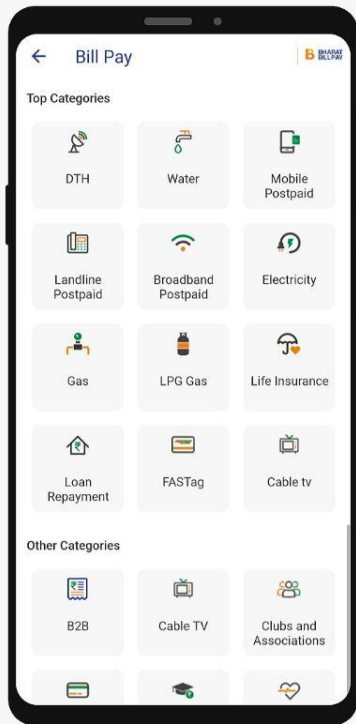 Bill Pay
B BHARAT
BILLPAY
Top Categories
DTH
Water
Mobile
Postpaid
Landline
Postpaid
Broadband
Postpaid
Electricity
Gas
LPG Gas
Life Insurance
Loan
Repayment
FASTag
Cable tv
Other Categories
B2B
Cable TV
Clubs and
Associations